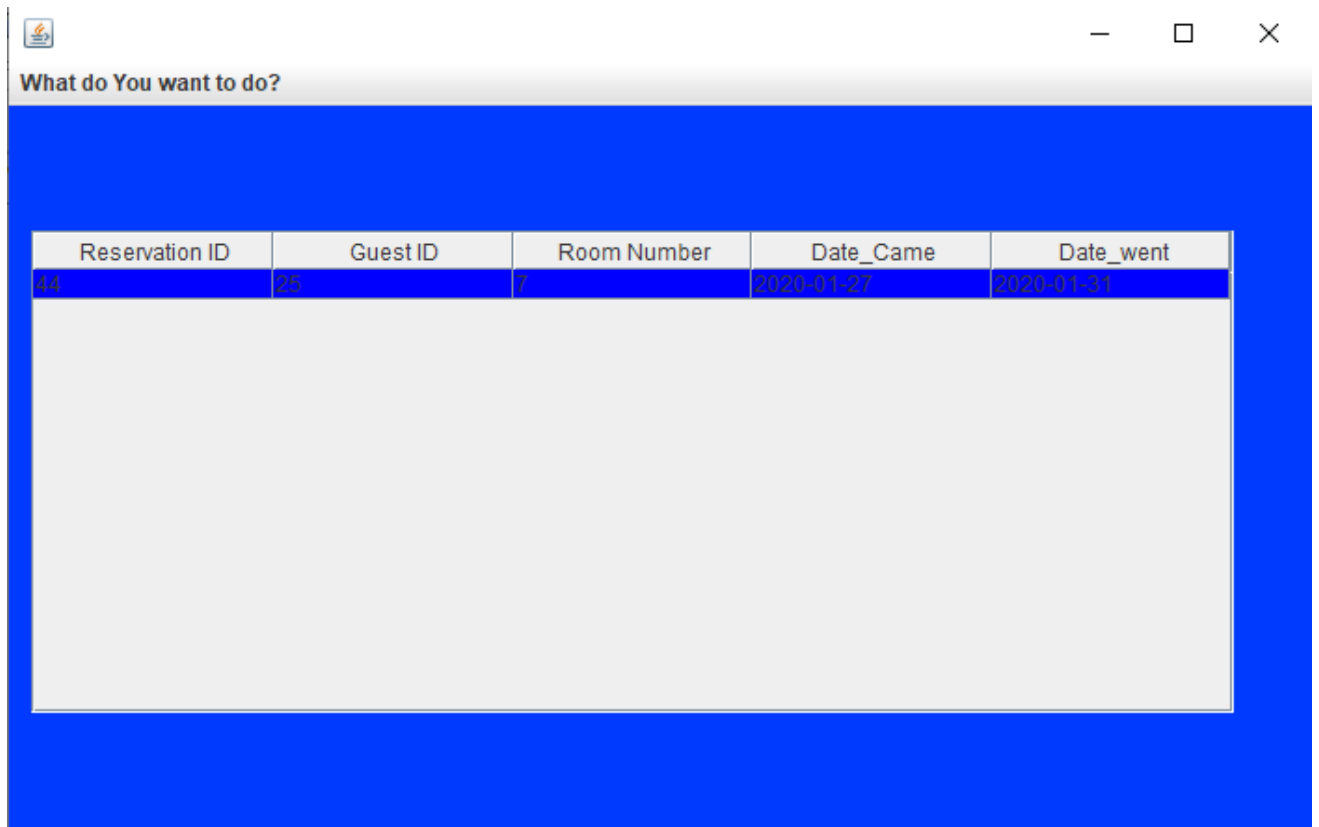 What do You want to do?
Reservation ID Guest ID Room Number Date_Came Date_went
44 25 7 2020-01-27 2020-01-31